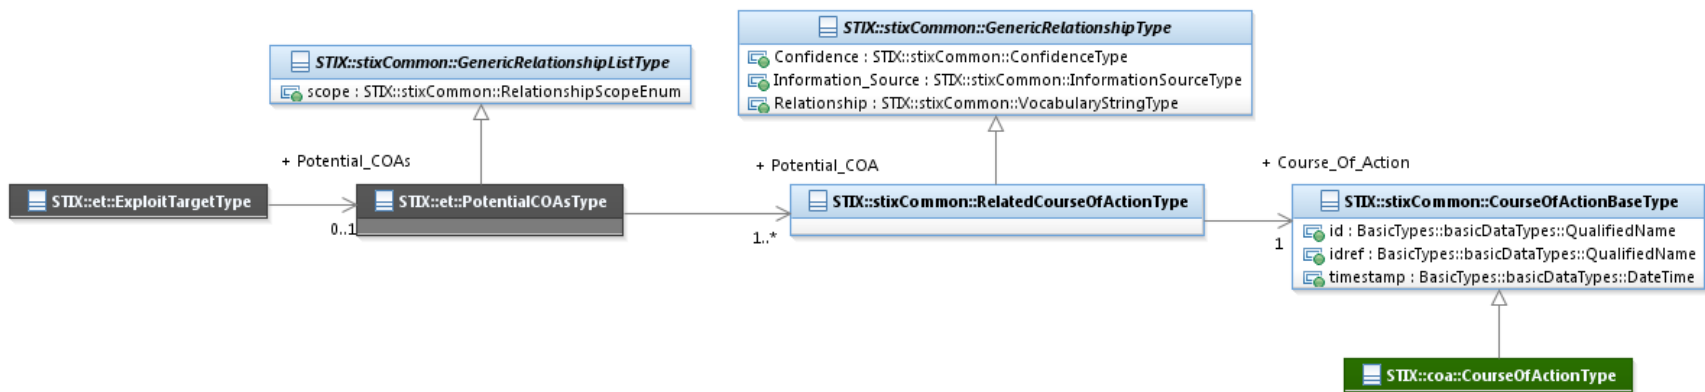 STIX::stixCommon::GenericRelationshipType
Confidence : STIX::stixCommon::ConfidenceType
Information_Source : STIX::stixCommon::InformationSourceType
Relationship : STIX::stixCommon::VocabularyStringType
STIX::stixCommon::GenericRelationshipListType
scope : STIX::stixCommon::RelationshipScopeEnum
+ Potential_COAs
+ Potential_COA
+ Course_Of_Action
STIX::et::ExploitTargetType
0..1
STIX::et::PotentialCOAsType
1..*
STIX::stixCommon::RelatedCourseOfActionType
1
STIX::stixCommon::CourseOfActionBaseType
id : BasicTypes::basicDataTypes::QualifiedName
idref : BasicTypes::basicDataTypes::QualifiedName
timestamp : BasicTypes::basicDataTypes::DateTime
STIX::coa::CourseOfActionType